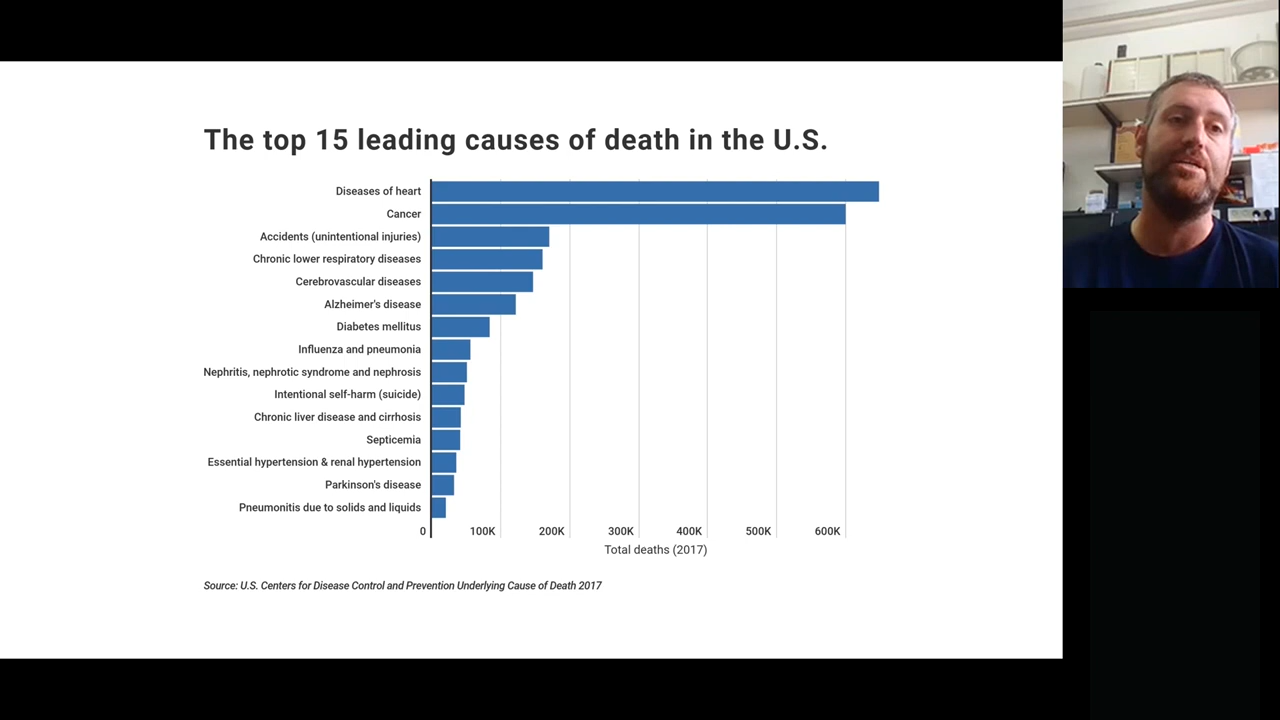 The top 15 leading causes of death in the U.S.
Diseases of heart
Cancer
Accidents (unintentional injuries)
Chronic lower respiratory diseases
Cerebrovascular diseases
Alzheimer's disease
Diabetes mellitus
Influenza and pneumonia
Nephritis, nephrotic syndrome and nephrosis
Intentional self-harm (suicide)
Chronic liver disease and cirrhosis
Septicemia
Essential hypertension & renal hypertension
Parkinson's disease
Pneumonitis due to solids and liquids
0 100K 200K 300K 400K 500K 600K
Total deaths (2017)
Source: U.S. Centers for Disease Control and Prevention Underlying Cause of Death 2017